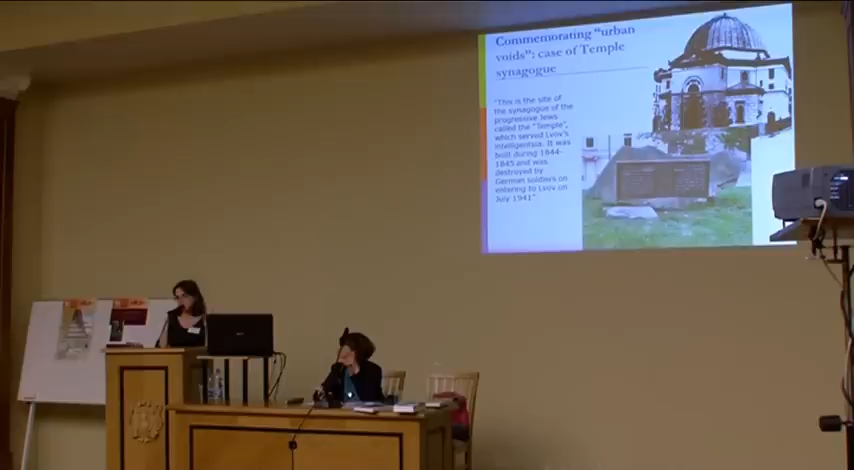 Commemorating "urban
voids": case of Temple
synagogue
"This is the site of
the synagogue of the
progressive Jews
called the "Temple",
which served Lvov's
intelligentsia. It was
built during 1844-
1845 and was
destroyed by
German soldiers on
entering to Lvov on
July 1941"